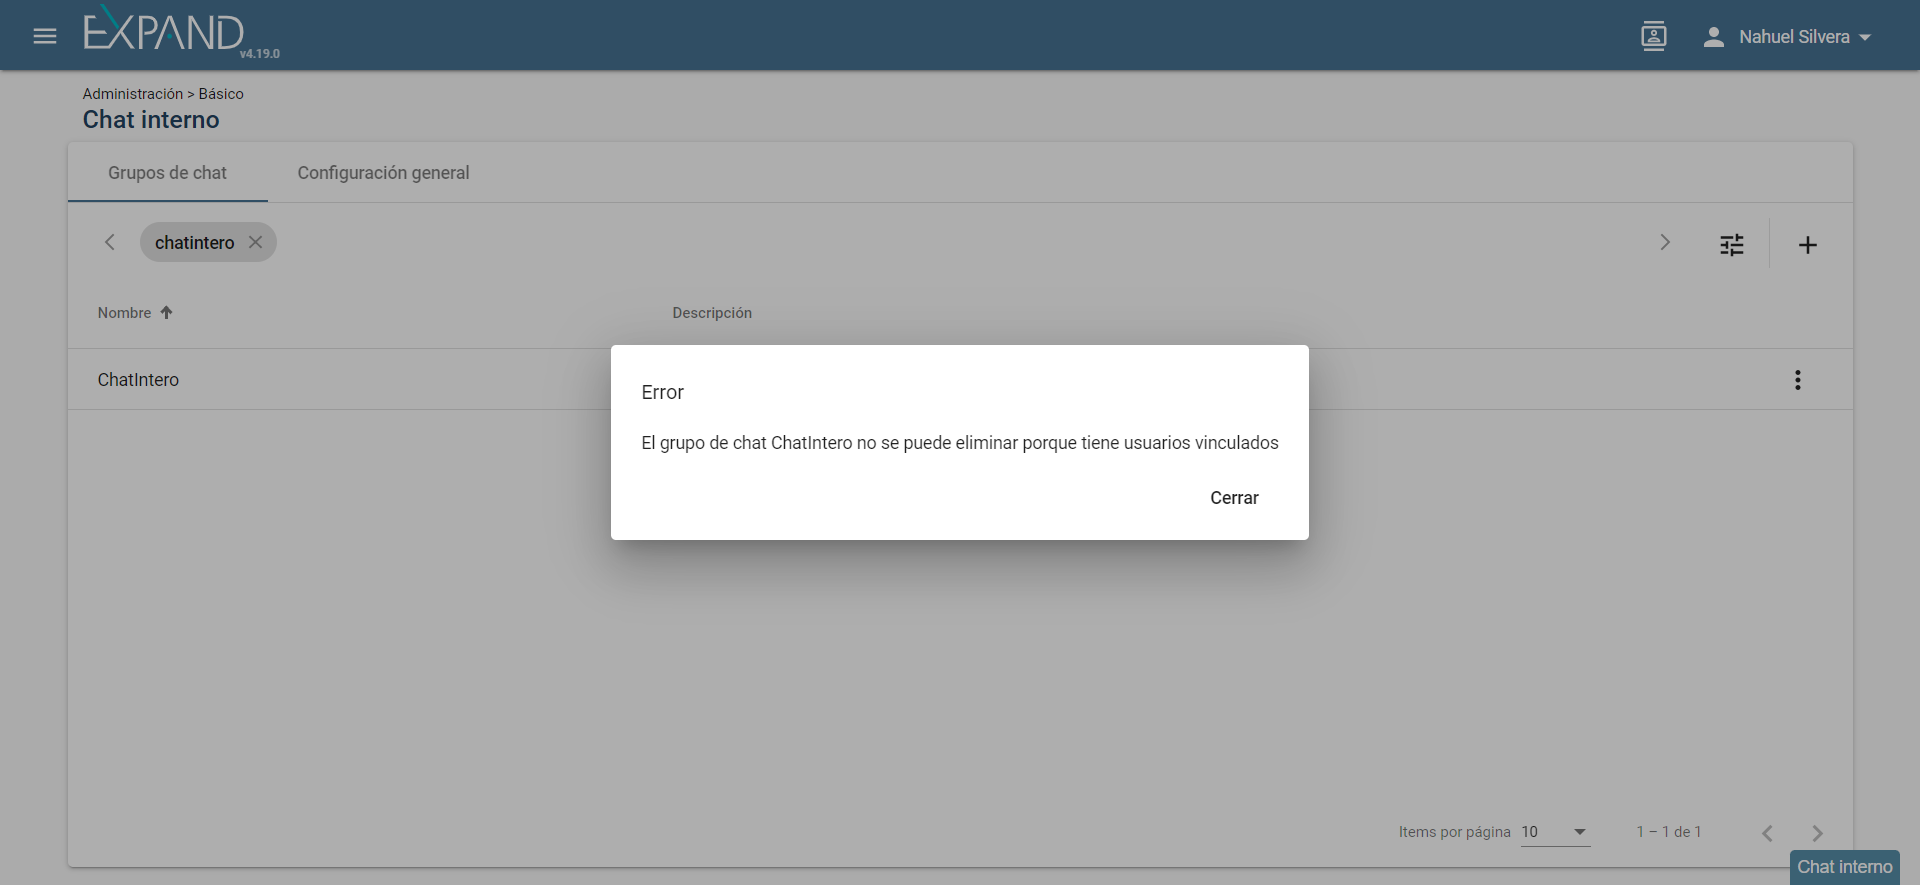 EXPAND
v4.19.0
Nahuel Silvera
Administración > Básico
Chat interno
Grupos de chat
Configuración general
chatintero
Nombre
Descripción
ChatIntero
Error
El grupo de chat ChatIntero no se puede eliminar porque tiene usuarios vinculados
Cerrar
Items por página 10
1 – 1 de 1
Chat interno